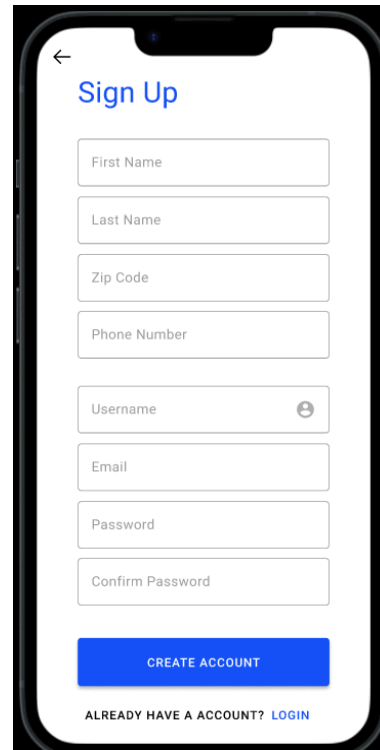 Sign Up
First Name
Last Name
Zip Code
Phone Number
Username
Email
Password
Confirm Password
CREATE ACCOUNT
ALREADY HAVE A ACCOUNT? LOGIN